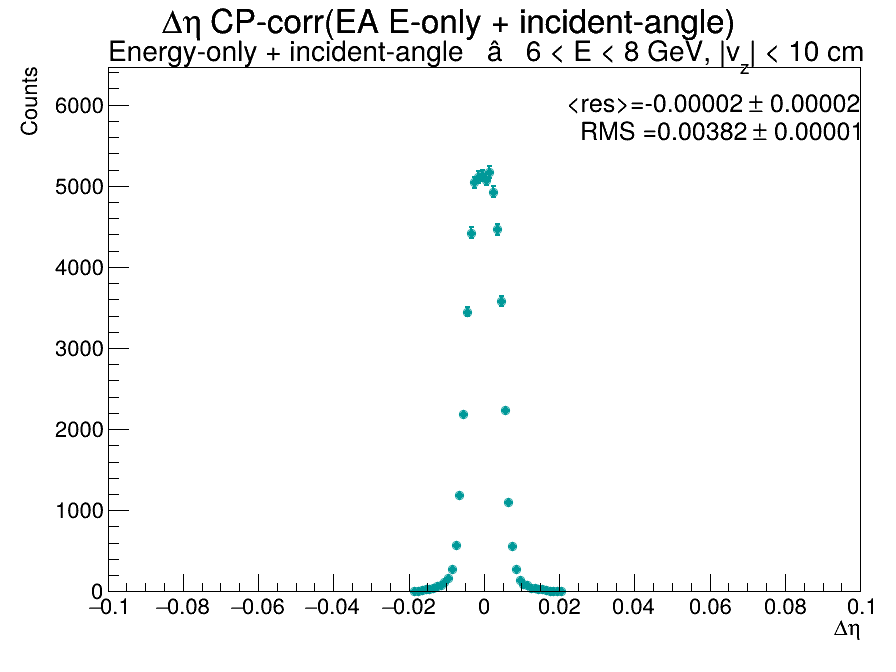 Δη CP-corr(EA E-only + incident-angle)
Energy-only + incident-angle â 6 < E < 8 GeV, |v_z| < 10 cm
<res>=-0.00002 ± 0.00002
RMS =0.00382 ± 0.00001
Counts
6000
5000
4000
3000
2000
1000
0
−0.1 −0.08 −0.06 −0.04 −0.02 0 0.02 0.04 0.06 0.08 0.1
Δη